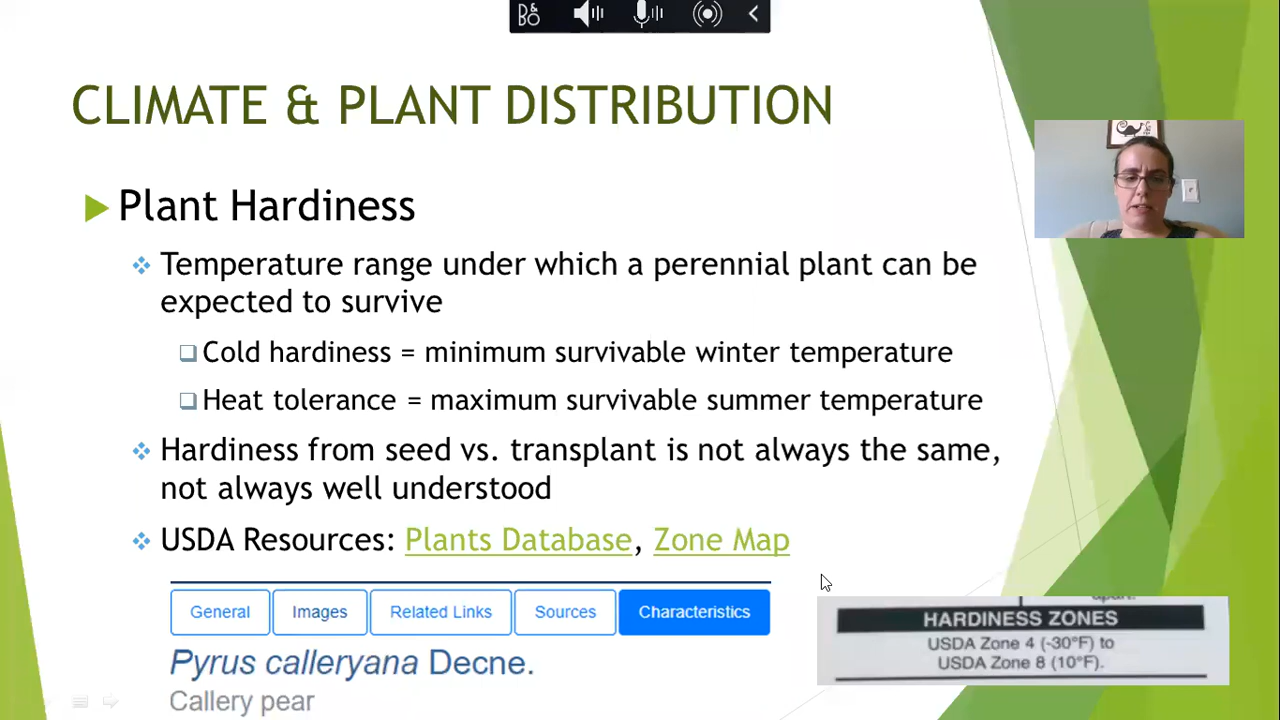 B&O
CLIMATE & PLANT DISTRIBUTION
Plant Hardiness
Temperature range under which a perennial plant can be
expected to survive
Cold hardiness = minimum survivable winter temperature
Heat tolerance = maximum survivable summer temperature
Hardiness from seed vs. transplant is not always the same,
not always well understood
USDA Resources: Plants Database, Zone Map
General Images Related Links Sources Characteristics
Pyrus calleryana Decne.
Callery pear
apart.
HARDINESS ZONES
USDA Zone 4 (-30°F) to
USDA Zone 8 (10°F).